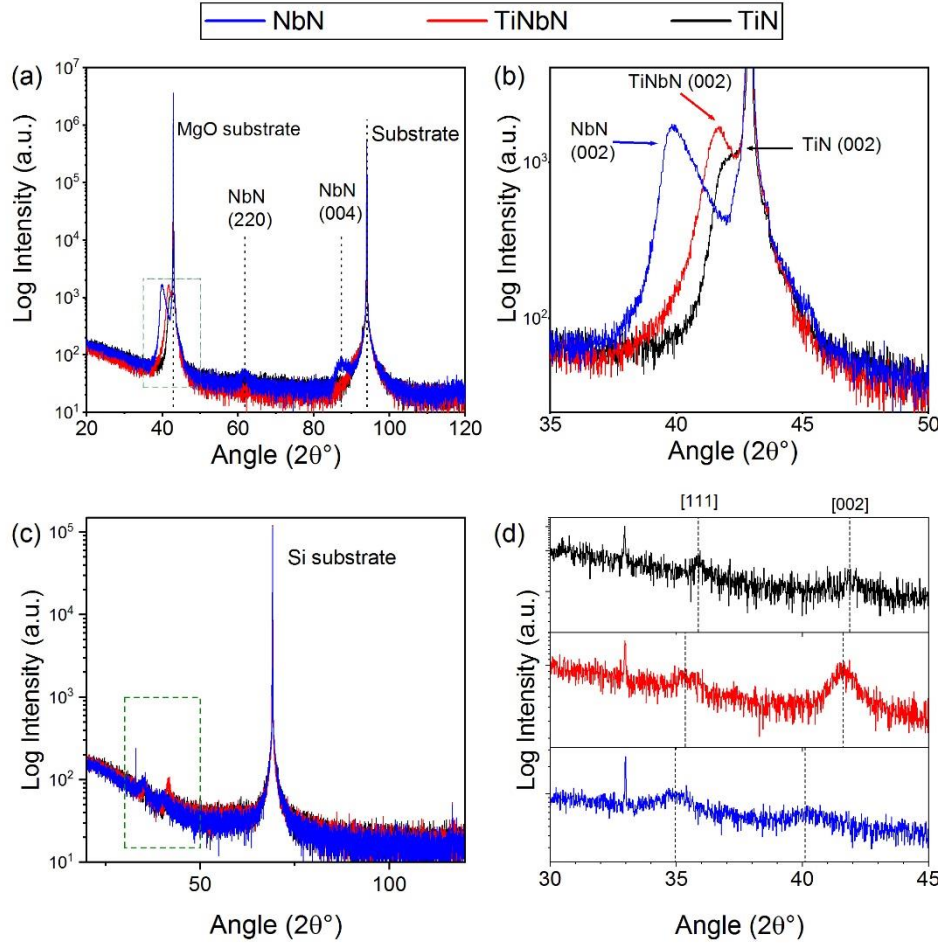 NbN TiNbN TiN
(a)
10^7
10^6
10^5
10^4
10^3
10^2
10^1
Log Intensity (a.u.)
MgO substrate
Substrate
NbN
(220)
NbN
(004)
20 40 60 80 100 120
Angle (2θ°)
(b)
10^3
10^2
Log Intensity (a.u.)
TiNbN (002)
NbN
(002)
TiN (002)
35 40 45 50
Angle (2θ°)
(c)
10^5
10^4
10^3
10^2
10^1
Log Intensity (a.u.)
Si substrate
50 100
Angle (2θ°)
(d)
[111] [002]
Log Intensity (a.u.)
30 35 40 45
Angle (2θ°)